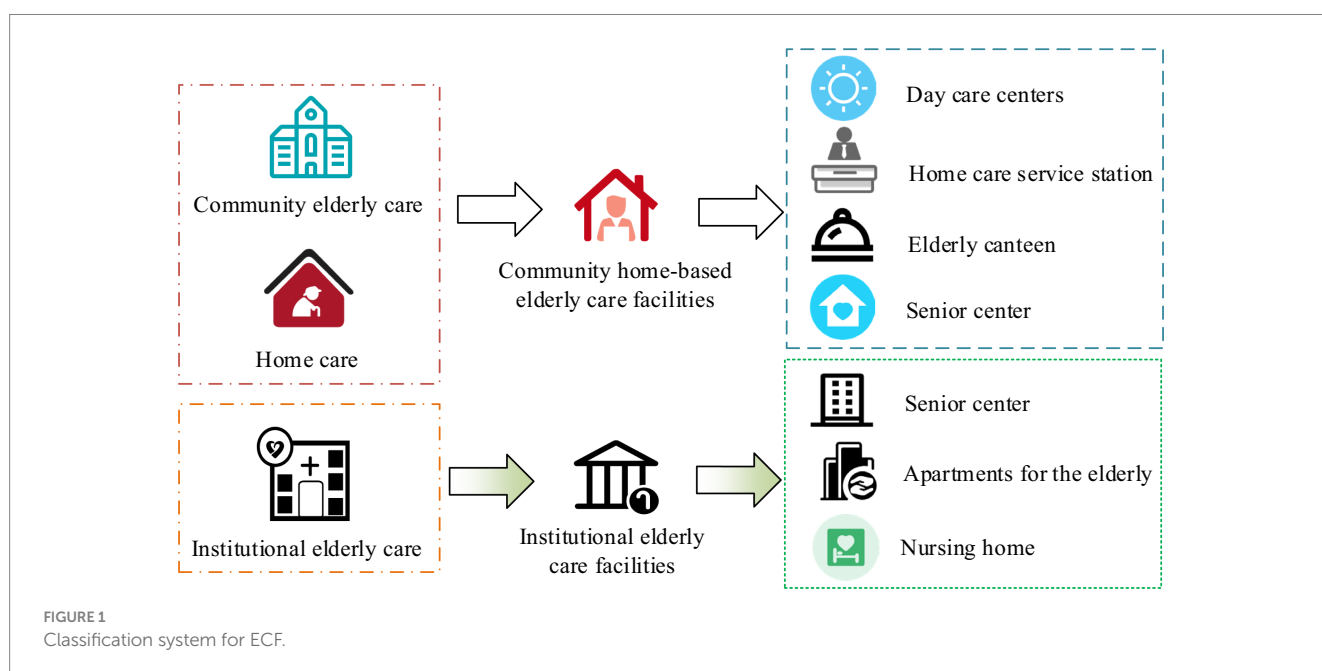 Community elderly care
Home care
Community home-based
elderly care facilities
Day care centers
Home care service station
Elderly canteen
Senior center
Institutional elderly care
Institutional elderly
care facilities
Senior center
Apartments for the elderly
Nursing home
FIGURE 1
Classification system for ECF.